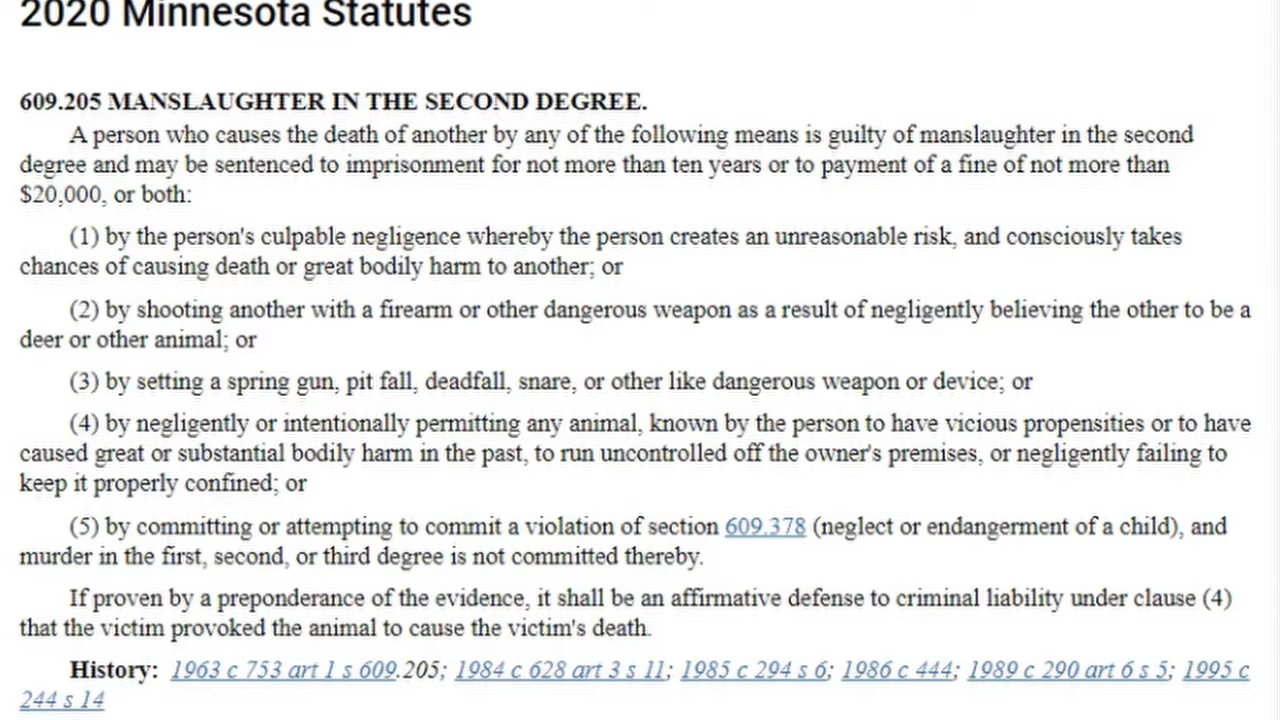 2020 Minnesota Statutes
609.205 MANSLAUGHTER IN THE SECOND DEGREE.
A person who causes the death of another by any of the following means is guilty of manslaughter in the second
degree and may be sentenced to imprisonment for not more than ten years or to payment of a fine of not more than
$20,000, or both:
(1) by the person's culpable negligence whereby the person creates an unreasonable risk, and consciously takes
chances of causing death or great bodily harm to another; or
(2) by shooting another with a firearm or other dangerous weapon as a result of negligently believing the other to be a
deer or other animal; or
(3) by setting a spring gun, pit fall, deadfall, snare, or other like dangerous weapon or device; or
(4) by negligently or intentionally permitting any animal, known by the person to have vicious propensities or to have
caused great or substantial bodily harm in the past, to run uncontrolled off the owner's premises, or negligently failing to
keep it properly confined; or
(5) by committing or attempting to commit a violation of section 609.378 (neglect or endangerment of a child), and
murder in the first, second, or third degree is not committed thereby.
If proven by a preponderance of the evidence, it shall be an affirmative defense to criminal liability under clause (4)
that the victim provoked the animal to cause the victim's death.
History: 1963 c 753 art 1 s 609.205; 1984 c 628 art 3 s 11; 1985 c 294 s 6; 1986 c 444; 1989 c 290 art 6 s 5; 1995 c
244 s 14